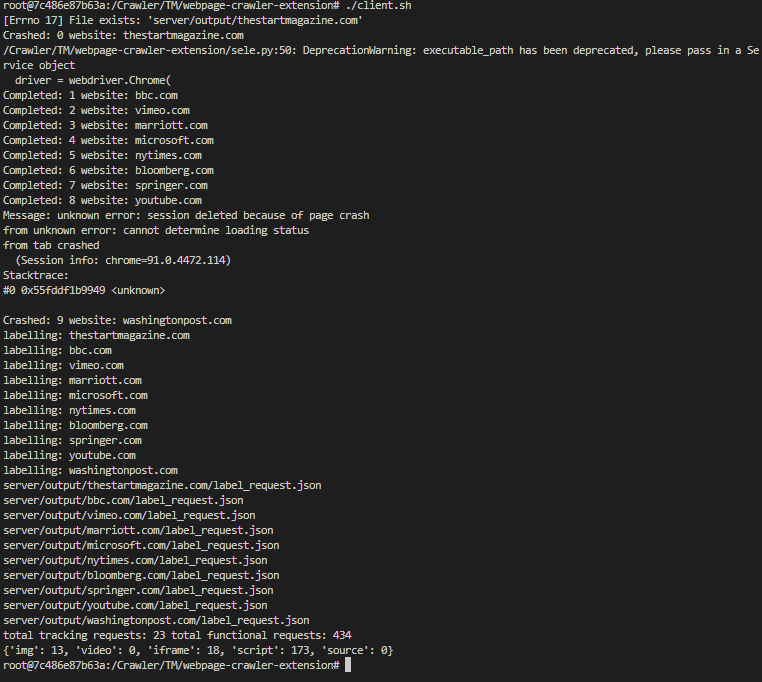 root@7c486e87b63a:/Crawler/TM/webpage-crawler-extension# ./client.sh
[Errno 17] File exists: 'server/output/thestartmagazine.com'
Crashed: 0 website: thestartmagazine.com
/Crawler/TM/webpage-crawler-extension/sele.py:50: DeprecationWarning: executable_path has been deprecated, please pass in a Se
rvice object
  driver = webdriver.Chrome(
Completed: 1 website: bbc.com
Completed: 2 website: vimeo.com
Completed: 3 website: marriott.com
Completed: 4 website: microsoft.com
Completed: 5 website: nytimes.com
Completed: 6 website: bloomberg.com
Completed: 7 website: springer.com
Completed: 8 website: youtube.com
Message: unknown error: session deleted because of page crash
from unknown error: cannot determine loading status
from tab crashed
  (Session info: chrome=91.0.4472.114)
Stacktrace:
#0 0x55fddf1b9949 <unknown>

Crashed: 9 website: washingtonpost.com
labelling: thestartmagazine.com
labelling: bbc.com
labelling: vimeo.com
labelling: marriott.com
labelling: microsoft.com
labelling: nytimes.com
labelling: bloomberg.com
labelling: springer.com
labelling: youtube.com
labelling: washingtonpost.com
server/output/thestartmagazine.com/label_request.json
server/output/bbc.com/label_request.json
server/output/vimeo.com/label_request.json
server/output/marriott.com/label_request.json
server/output/microsoft.com/label_request.json
server/output/nytimes.com/label_request.json
server/output/bloomberg.com/label_request.json
server/output/springer.com/label_request.json
server/output/youtube.com/label_request.json
server/output/washingtonpost.com/label_request.json
total tracking requests: 23 total functional requests: 434
{'img': 13, 'video': 0, 'iframe': 18, 'script': 173, 'source': 0}
root@7c486e87b63a:/Crawler/TM/webpage-crawler-extension#